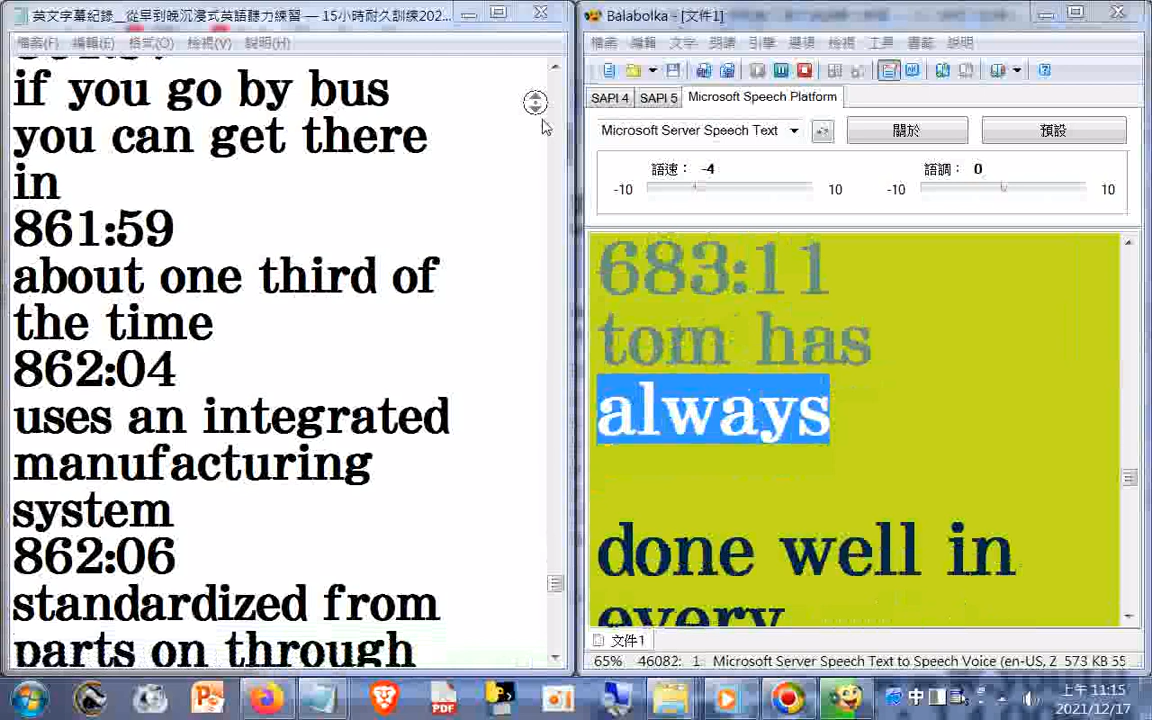 英文字幕紀錄__從早到晚沉浸式英語聽力練習 — 15小時耐久訓練202...
檔案(F) 編輯(E) 格式(O) 檢視(V) 說明(H)
if you go by bus
you can get there
in
861:59
about one third of
the time
862:04
uses an integrated
manufacturing
system
862:06
standardized from
parts on through
Balabolka - [文件1]
檔案 編輯 文字 朗讀 引擎 選項 檢視 工具 書籤 說明
SAPI 4 SAPI 5 Microsoft Speech Platform
Microsoft Server Speech Text 關於 預設
語速： -4 語調： 0
-10 10 -10 10
683:11
tom has
always
done well in
every
文件1
65% 46082: 1: Microsoft Server Speech Text to Speech Voice (en-US, Z 573 KB 55
中
上午 11:15
2021/12/17